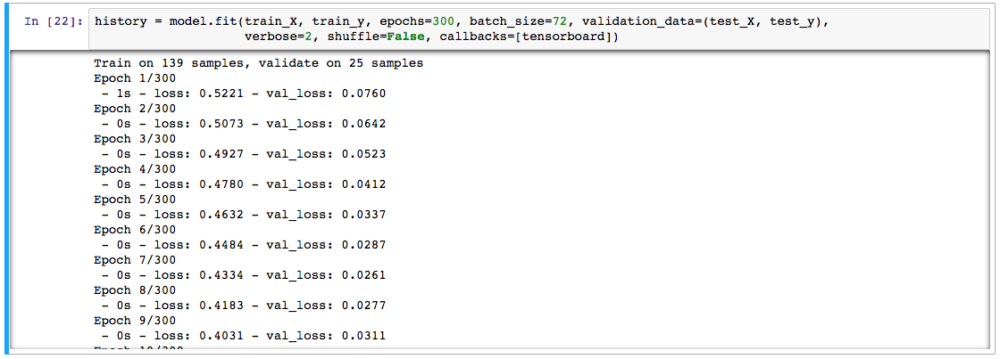 In [22]: history = model.fit(train_X, train_y, epochs=300, batch_size=72, validation_data=(test_X, test_y),
verbose=2, shuffle=False, callbacks=[tensorboard])
Train on 139 samples, validate on 25 samples
Epoch 1/300
- 1s - loss: 0.5221 - val_loss: 0.0760
Epoch 2/300
- 0s - loss: 0.5073 - val_loss: 0.0642
Epoch 3/300
- 0s - loss: 0.4927 - val_loss: 0.0523
Epoch 4/300
- 0s - loss: 0.4780 - val_loss: 0.0412
Epoch 5/300
- 0s - loss: 0.4632 - val_loss: 0.0337
Epoch 6/300
- 0s - loss: 0.4484 - val_loss: 0.0287
Epoch 7/300
- 0s - loss: 0.4334 - val_loss: 0.0261
Epoch 8/300
- 0s - loss: 0.4183 - val_loss: 0.0277
Epoch 9/300
- 0s - loss: 0.4031 - val_loss: 0.0311